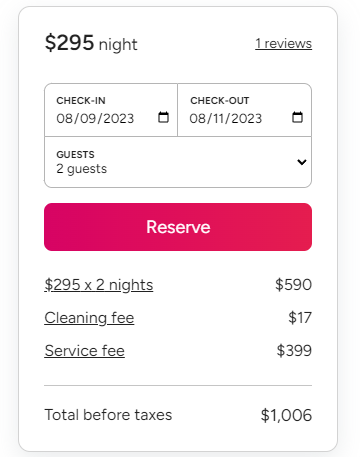 $295 night 1 reviews
CHECK-IN CHECK-OUT
08/09/2023 08/11/2023
GUESTS
2 guests
Reserve
$295 x 2 nights $590
Cleaning fee $17
Service fee $399
Total before taxes $1,006